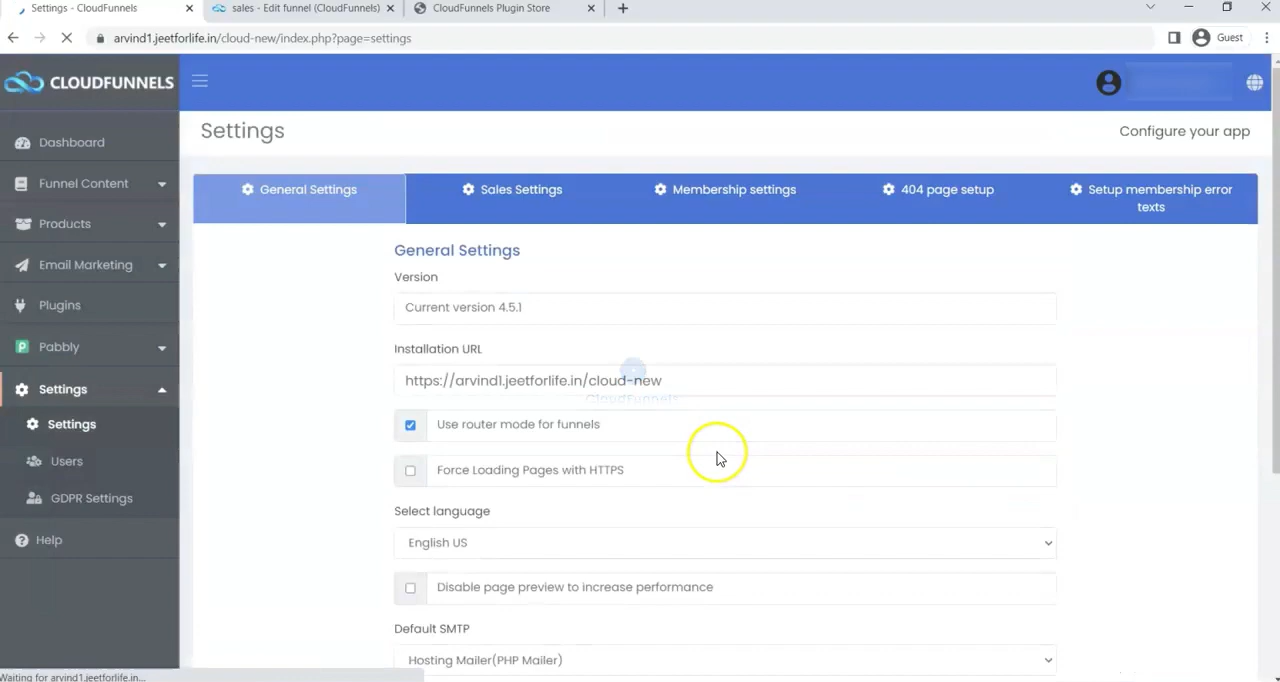 Settings - CloudFunnels
sales - Edit funnel (CloudFunnels)
CloudFunnels Plugin Store
arvind1.jeetforlife.in/cloud-new/index.php?page=settings
Guest
CLOUDFUNNELS
Dashboard
Funnel Content
Products
Email Marketing
Plugins
Pabbly
Settings
Settings
Users
GDPR Settings
Help
Settings
Configure your app
General Settings
Sales Settings
Membership settings
404 page setup
Setup membership error
texts
General Settings
Version
Current version 4.5.1
Installation URL
https://arvind1.jeetforlife.in/cloud-new
CloudFunnels
Use router mode for funnels
Force Loading Pages with HTTPS
Select language
English US
Disable page preview to increase performance
Default SMTP
Hosting Mailer(PHP Mailer)
Waiting for arvind1.jeetforlife.in...